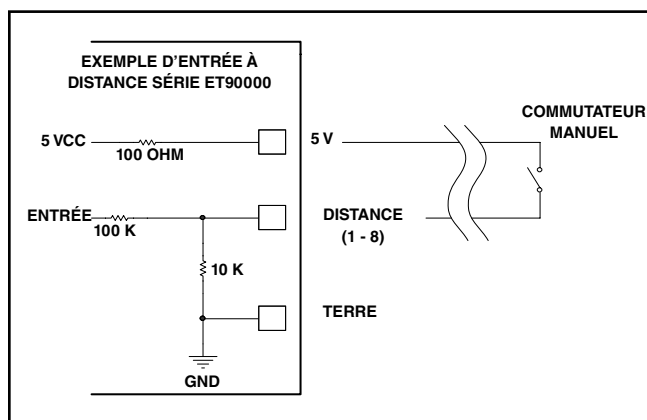 EXEMPLE D'ENTRÉE À
DISTANCE SÉRIE ET90000
COMMUTATEUR
MANUEL
5 VCC
100 OHM
5 V
ENTRÉE
100 K
DISTANCE
(1 - 8)
10 K
TERRE
GND